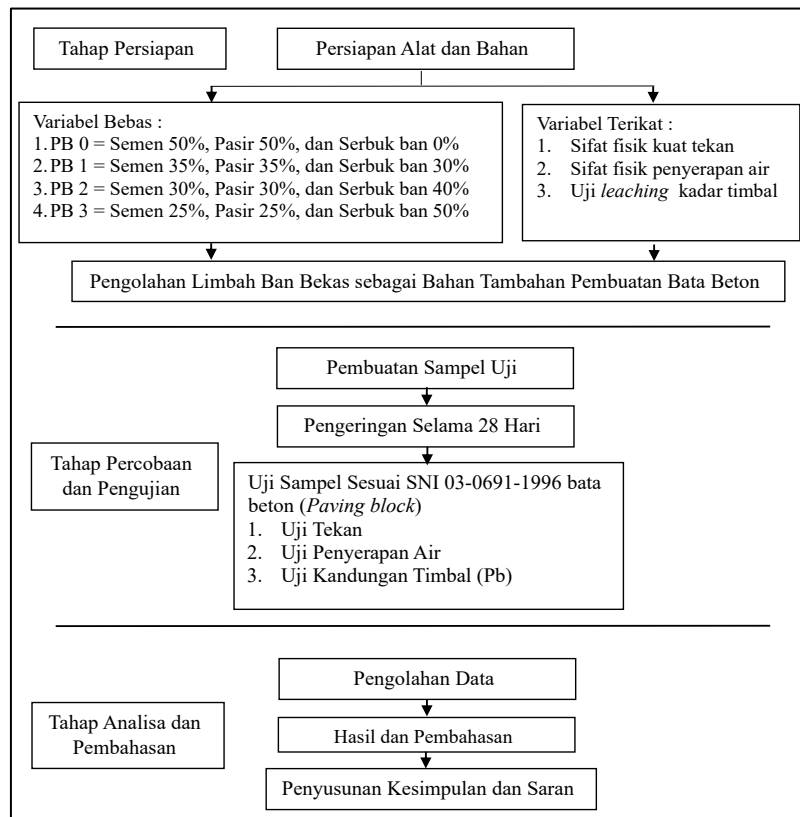 Tahap Persiapan
Persiapan Alat dan Bahan
Variabel Bebas :
1. PB 0 = Semen 50%, Pasir 50%, dan Serbuk ban 0%
2. PB 1 = Semen 35%, Pasir 35%, dan Serbuk ban 30%
3. PB 2 = Semen 30%, Pasir 30%, dan Serbuk ban 40%
4. PB 3 = Semen 25%, Pasir 25%, dan Serbuk ban 50%
Variabel Terikat :
1. Sifat fisik kuat tekan
2. Sifat fisik penyerapan air
3. Uji leaching kadar timbal
Pengolahan Limbah Ban Bekas sebagai Bahan Tambahan Pembuatan Bata Beton
Pembuatan Sampel Uji
Pengeringan Selama 28 Hari
Tahap Percobaan
dan Pengujian
Uji Sampel Sesuai SNI 03-0691-1996 bata
beton (Paving block)
1. Uji Tekan
2. Uji Penyerapan Air
3. Uji Kandungan Timbal (Pb)
Pengolahan Data
Tahap Analisa dan
Pembahasan
Hasil dan Pembahasan
Penyusunan Kesimpulan dan Saran